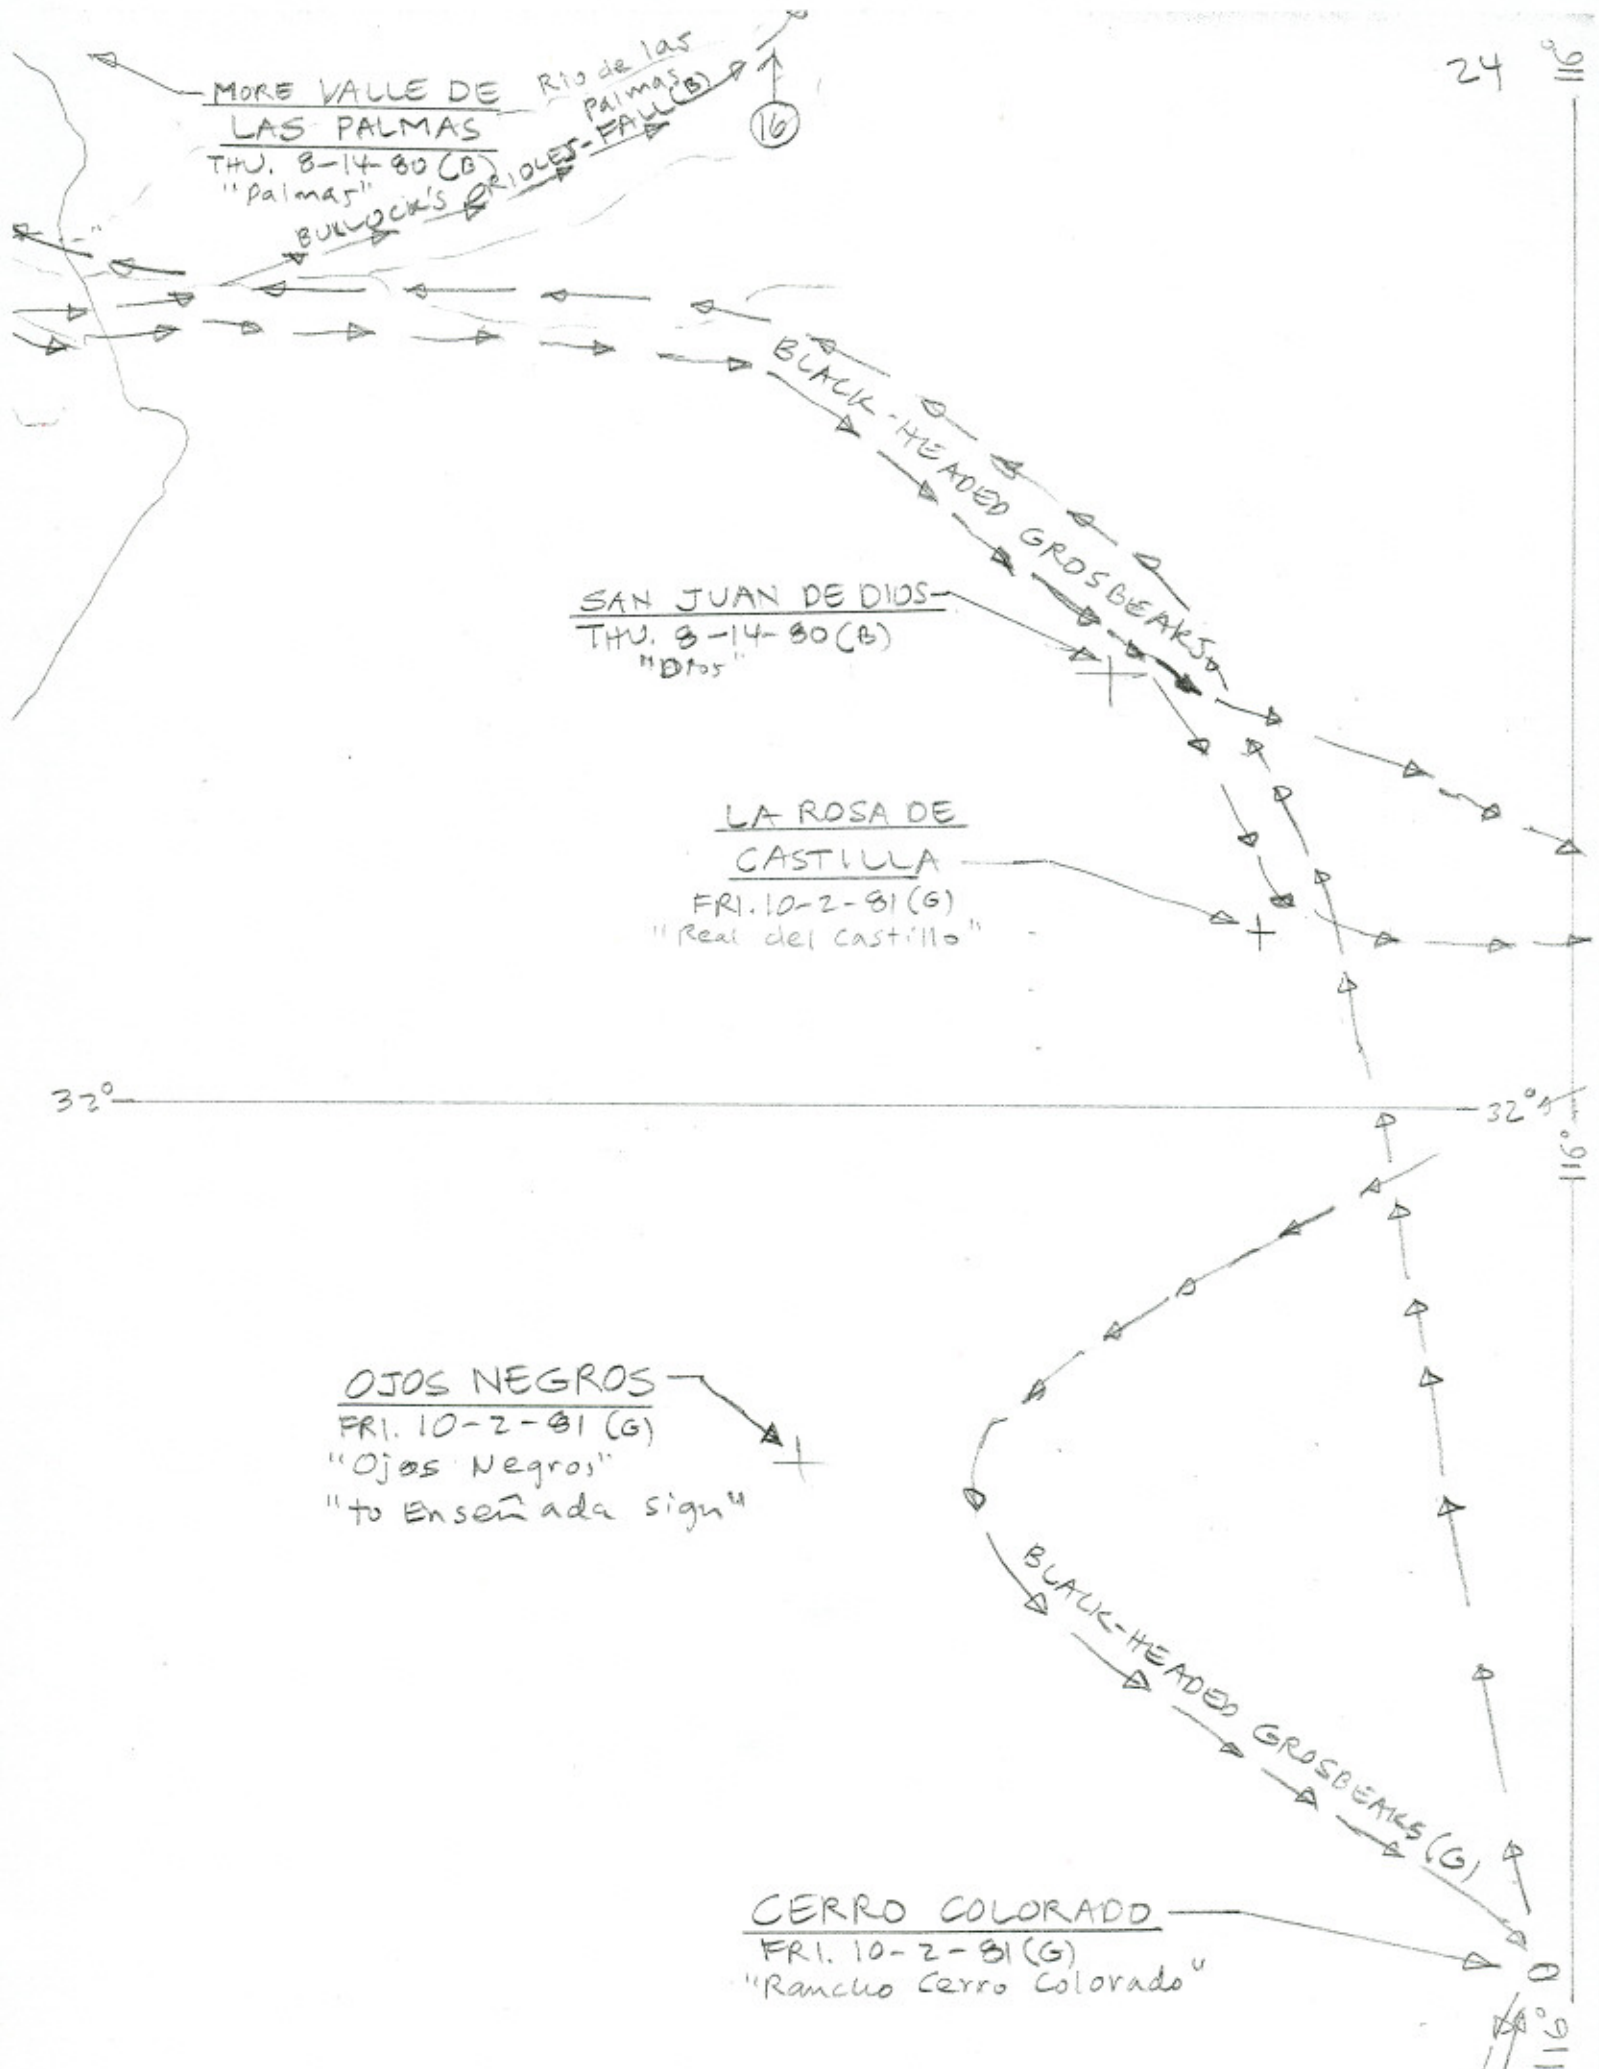 24
116°
MORE VALLE DE
LAS PALMAS
THU. 8-14-80 (B)
"Palmas"
Rio de las
Palmas
BULLOCK'S ORIOLES-FALL (B)
16
BLACK-HEADED GROSBEAKS
SAN JUAN DE DIOS
THU. 8-14-80 (B)
"Dios"
LA ROSA DE
CASTILLA
FRI. 10-2-81 (G)
"Real del Castillo"
32°
32°
116°
OJOS NEGROS
FRI. 10-2-81 (G)
"Ojos Negros"
"to Enseñada sign"
BLACK-HEADED GROSBEAKS (G)
CERRO COLORADO
FRI. 10-2-81 (G)
"Rancho Cerro Colorado"
116°